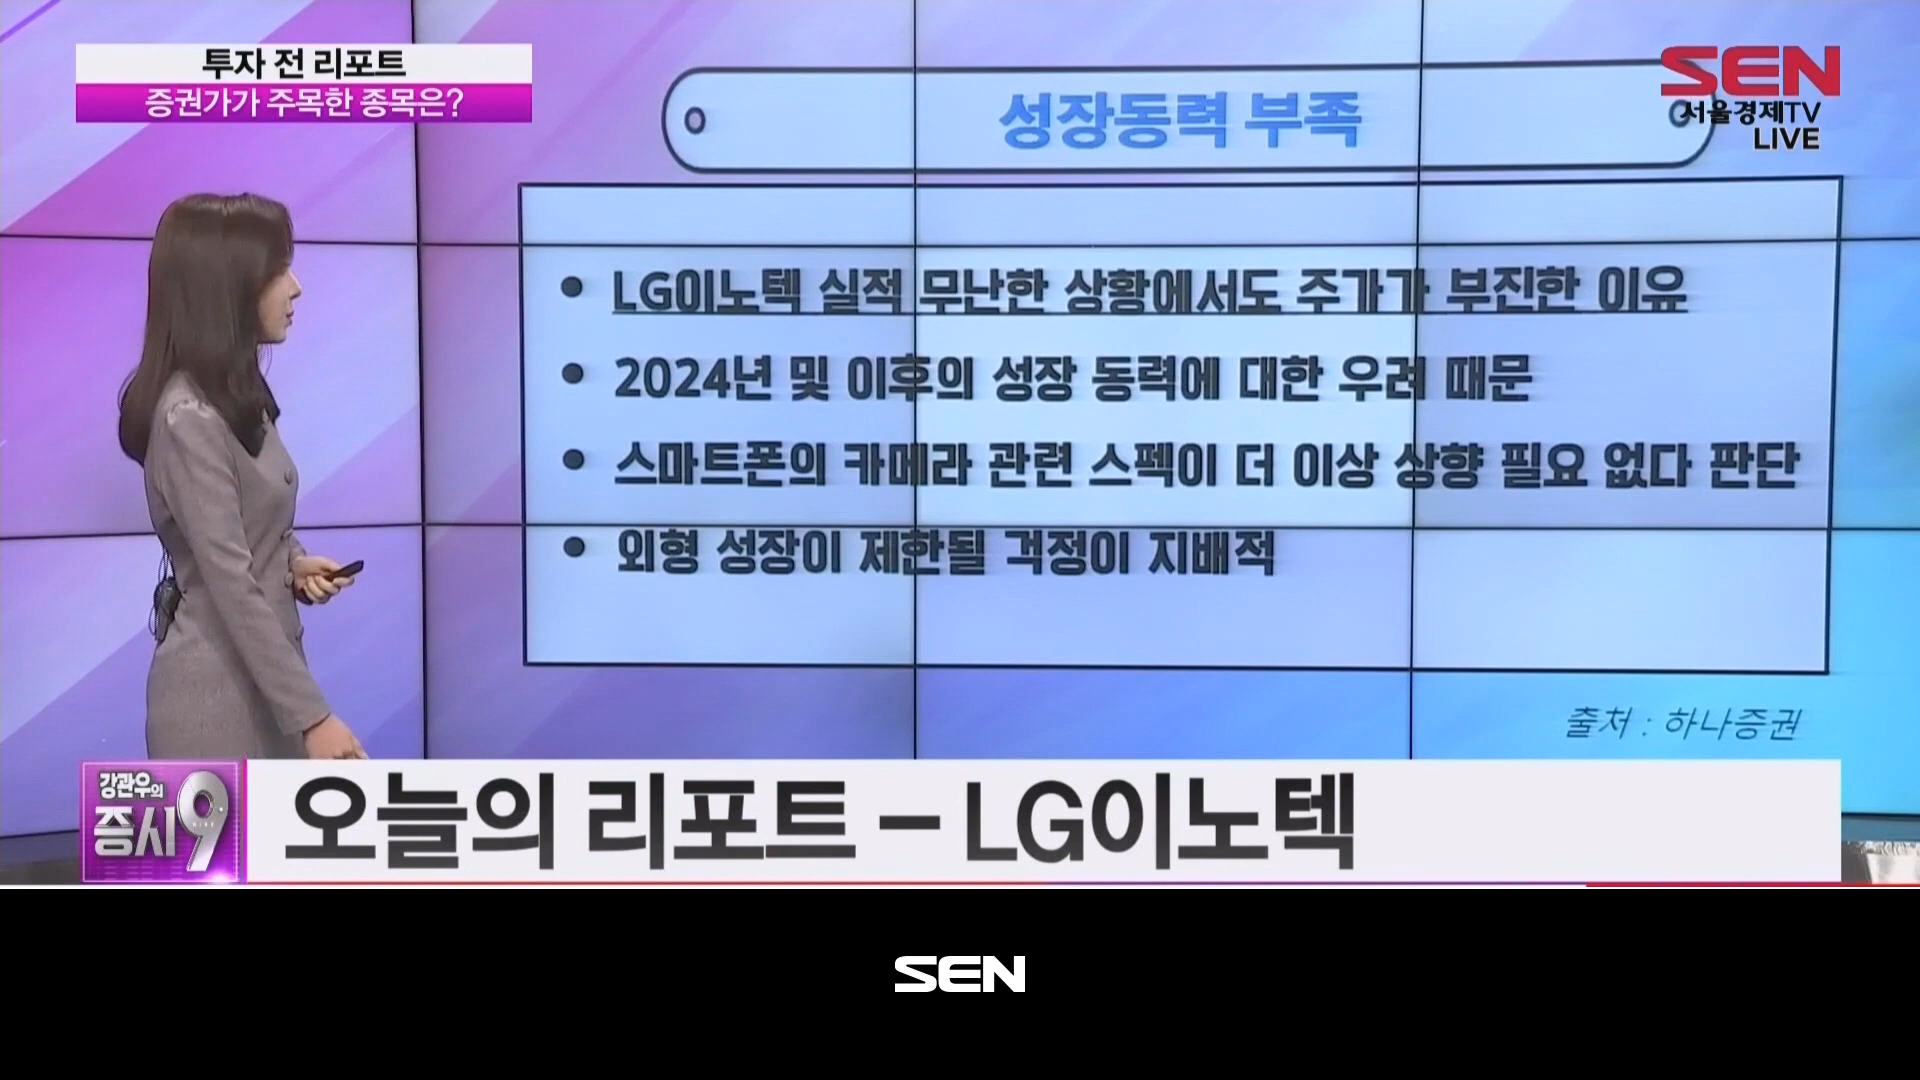 투자 전 리포트
증권가가 주목한 종목은?
SEN
서울경제TV
LIVE
성장동력 부족
• LG이노텍 실적 무난한 상황에서도 주가가 부진한 이유
• 2024년 및 이후의 성장 동력에 대한 우려 때문
• 스마트폰의 카메라 관련 스펙이 더 이상 상향 필요 없다 판단
• 외형 성장이 제한될 걱정이 지배적
출처 : 하나증권
강관우의
증시9
오늘의 리포트 – LG이노텍
SEN